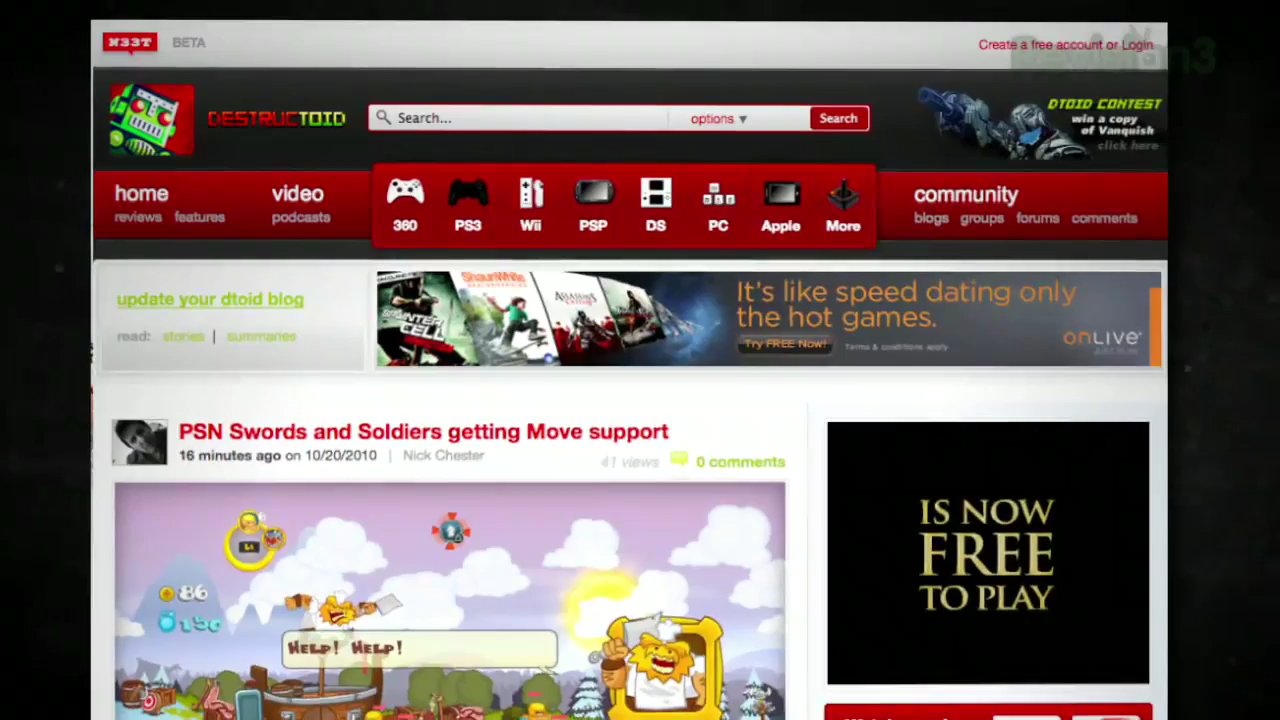 N33T
BETA
Create a free account or Login
DESTRUCTOID
Search...
options ▼
Search
DTOID CONTEST
win a copy
of Vanquish
click here
home
reviews features
video
podcasts
360
PS3
Wii
PSP
DS
PC
Apple
More
community
blogs groups forums comments
update your dtoid blog
read: stories | summaries
ShaunWhite
It's like speed dating only
the hot games.
Try FREE Now!
Terms & conditions apply
onLIVE
PSN Swords and Soldiers getting Move support
16 minutes ago on 10/20/2010 | Nick Chester
41 views
0 comments
86
150
HELP! HELP!
IS NOW
FREE
TO PLAY